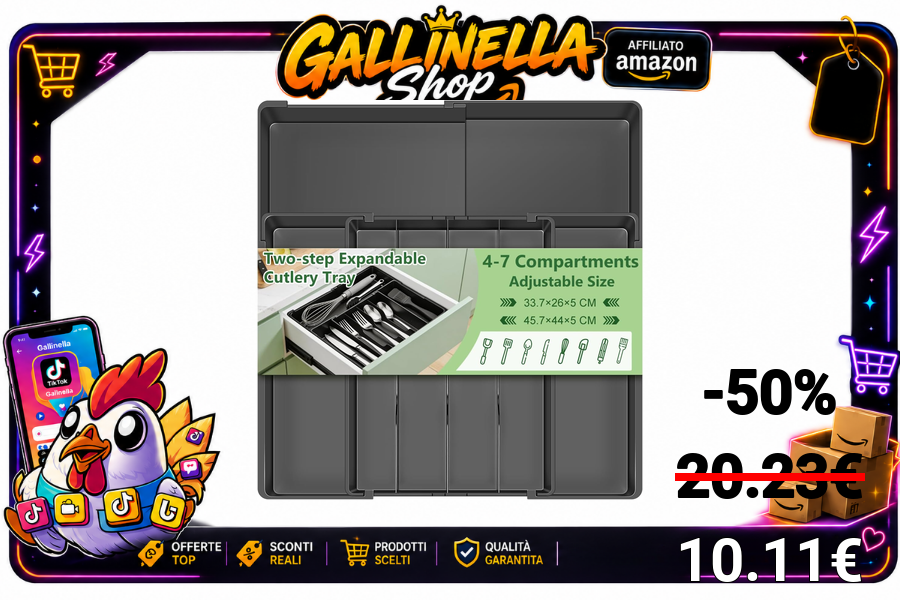 GALLINELLA
Shop
AFFILIATO
amazon
Two-step Expandable
Cutlery Tray
4-7 Compartments
Adjustable Size
33.7×26×5 CM
45.7×44×5 CM
Gallinella
TikTok
Gallinella
-50%
20.23€
10.11€
OFFERTE
TOP
SCONTI
REALI
PRODOTTI
SCELTI
QUALITÀ
GARANTITA